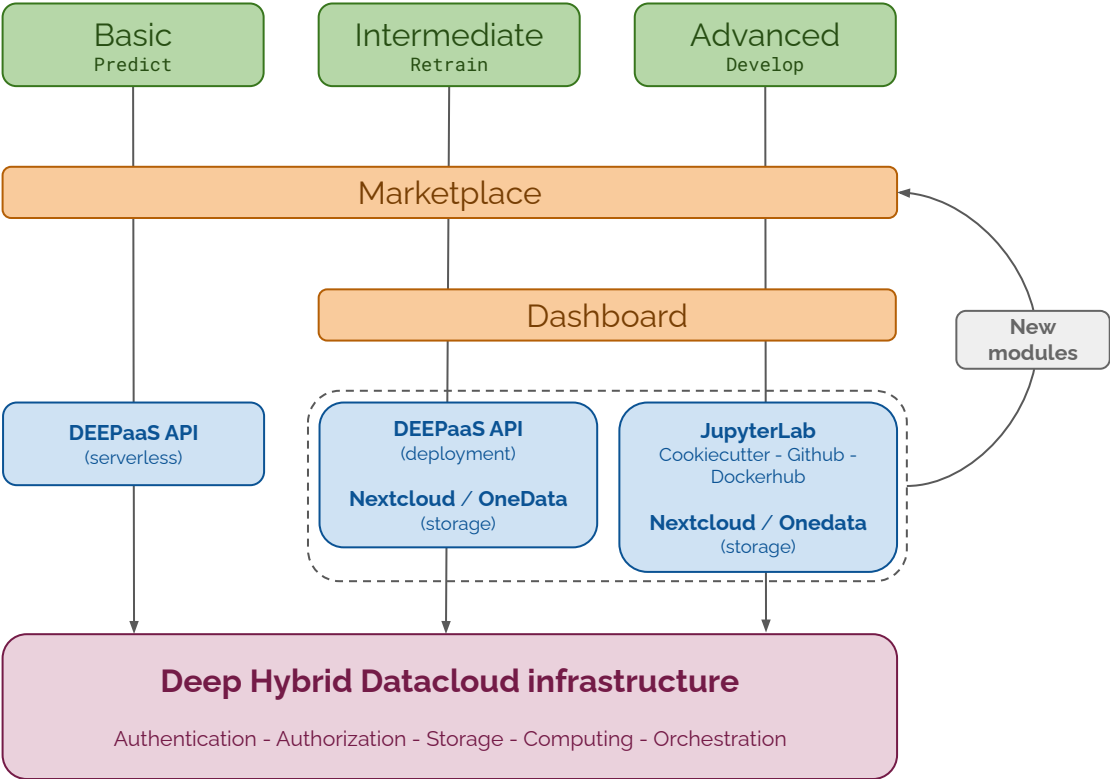 Basic
Predict
Intermediate
Retrain
Advanced
Develop
Marketplace
Dashboard
New
modules
DEEPaaS API
(serverless)
DEEPaaS API
(deployment)
Nextcloud / OneData
(storage)
JupyterLab
Cookiecutter - Github -
Dockerhub
Nextcloud / Onedata
(storage)
Deep Hybrid Datacloud infrastructure
Authentication - Authorization - Storage - Computing - Orchestration